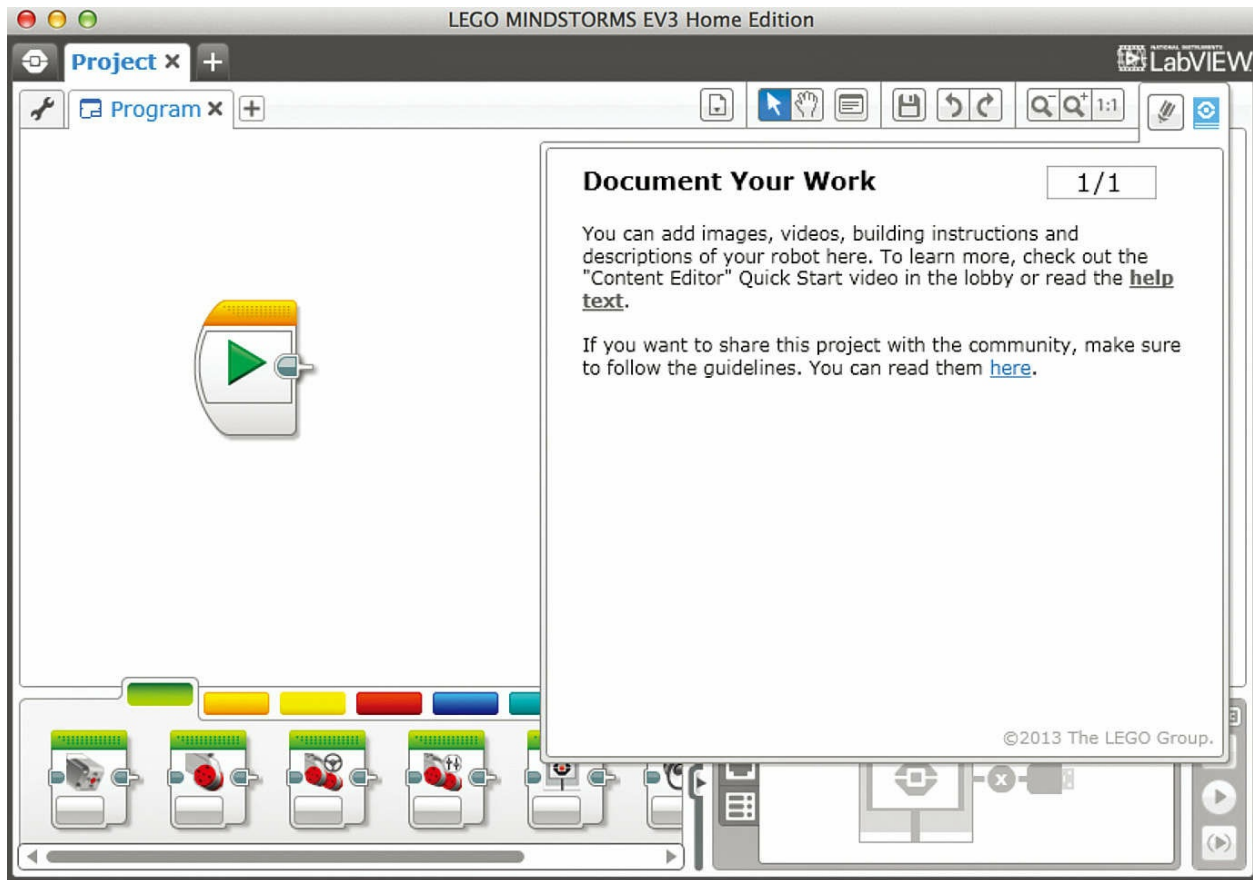 LEGO MINDSTORMS EV3 Home Edition
Project
NATIONAL INSTRUMENTS
LabVIEW
Program
1:1
Document Your Work
1/1
You can add images, videos, building instructions and
descriptions of your robot here. To learn more, check out the
"Content Editor" Quick Start video in the lobby or read the help
text.
If you want to share this project with the community, make sure
to follow the guidelines. You can read them here.
©2013 The LEGO Group.